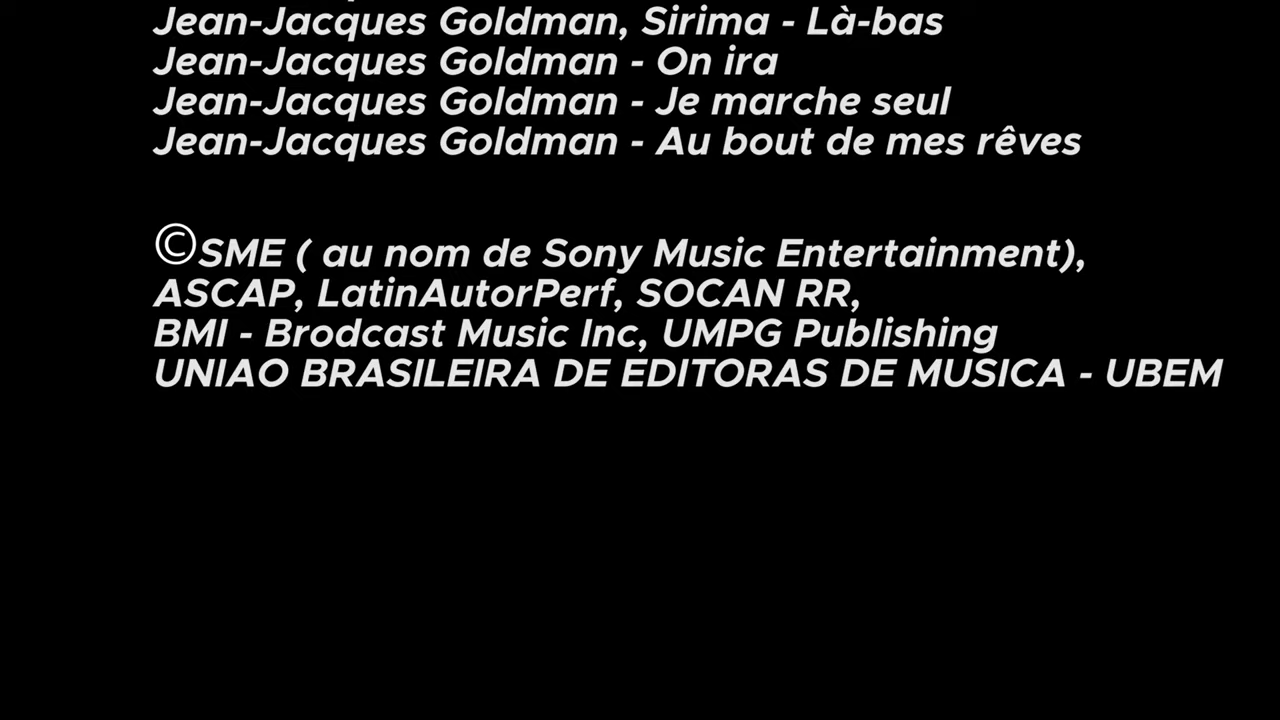 Jean-Jacques Goldman, Sirima - Là-bas
Jean-Jacques Goldman - On ira
Jean-Jacques Goldman - Je marche seul
Jean-Jacques Goldman - Au bout de mes rêves
©SME ( au nom de Sony Music Entertainment),
ASCAP, LatinAutorPerf, SOCAN RR,
BMI - Brodcast Music Inc, UMPG Publishing
UNIAO BRASILEIRA DE EDITORAS DE MUSICA - UBEM